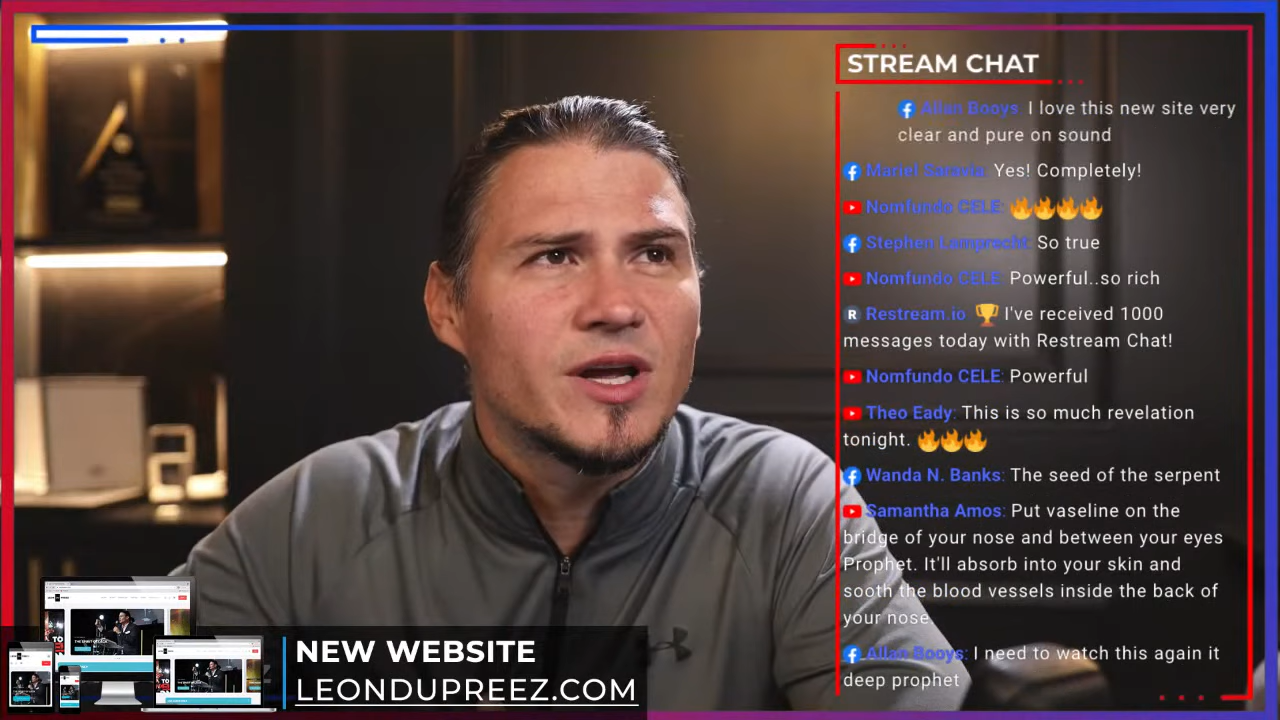 STREAM CHAT
Allan Booys: I love this new site very
clear and pure on sound
Mariel Saravia: Yes! Completely!
Nomfundo CELE: 🔥🔥🔥🔥
Stephen Lamprecht: So true
Nomfundo CELE: Powerful..so rich
R Restream.io 🏆 I've received 1000
messages today with Restream Chat!
Nomfundo CELE: Powerful
Theo Eady: This is so much revelation
tonight. 🔥🔥🔥
Wanda N. Banks: The seed of the serpent
Samantha Amos: Put vaseline on the
bridge of your nose and between your eyes
Prophet. It'll absorb into your skin and
sooth the blood vessels inside the back of
your nose.
Allan Booys: I need to watch this again it
deep prophet
NEW WEBSITE
LEONDUPREEZ.COM